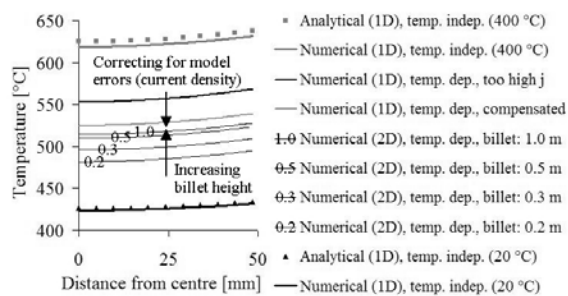 Temperature [°C]
650
600
550
500
450
400
0
25
50
Distance from centre [mm]
Correcting for model
errors (current density)
1.0
0.5
0.3
0.2
Increasing
billet height
Analytical (1D), temp. indep. (400 °C)
Numerical (1D), temp. indep. (400 °C)
Numerical (1D), temp. dep., too high j
Numerical (1D), temp. dep., compensated
1.0 Numerical (2D), temp. dep., billet: 1.0 m
0.5 Numerical (2D), temp. dep., billet: 0.5 m
0.3 Numerical (2D), temp. dep., billet: 0.3 m
0.2 Numerical (2D), temp. dep., billet: 0.2 m
Analytical (1D), temp. indep. (20 °C)
Numerical (1D), temp. indep. (20 °C)